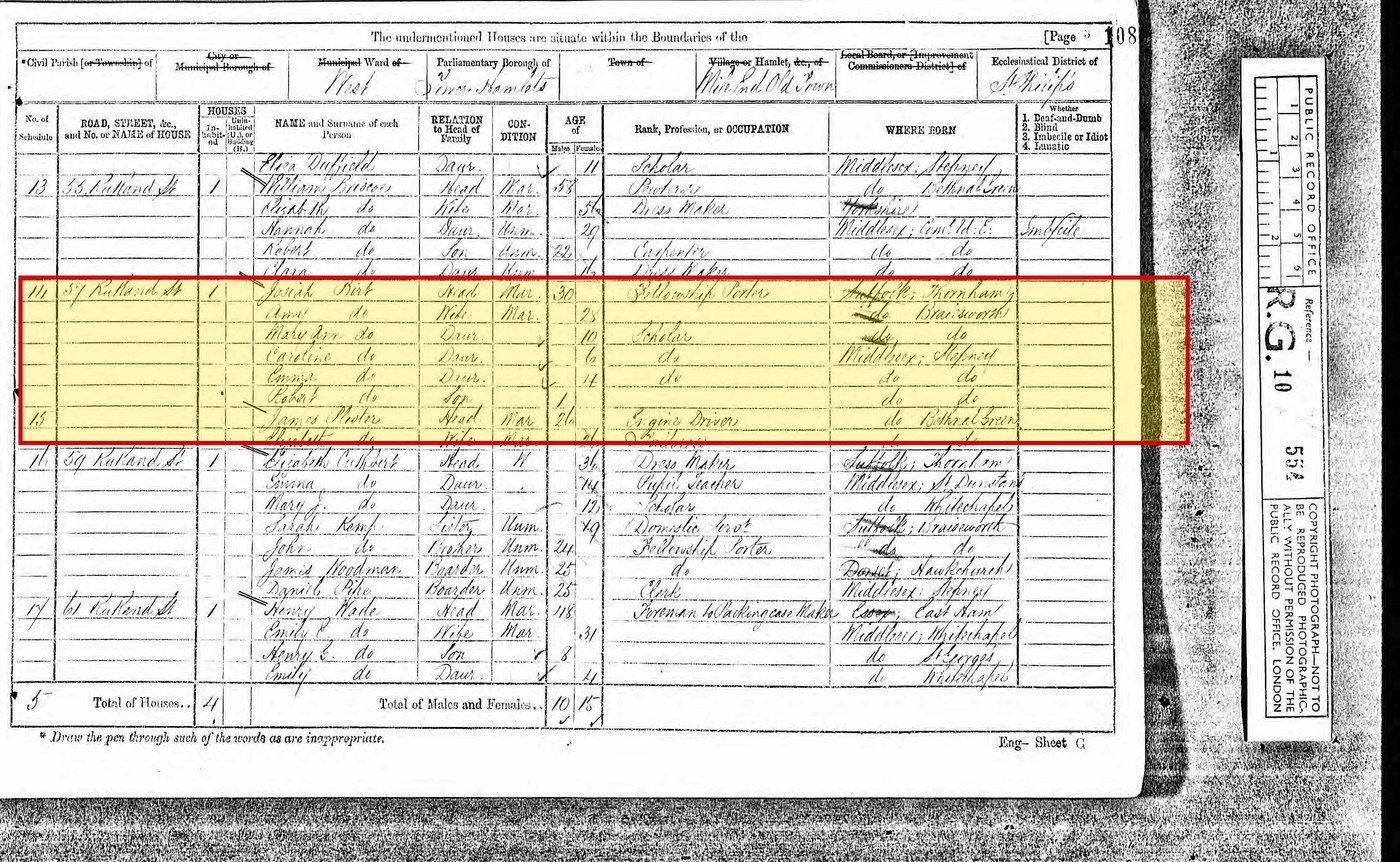 The undermentioned Houses are situate within the Boundaries of the [Page 5 108
*Civil Parish [or Township] of
City or Municipal Borough of
Municipal Ward of West
Parliamentary Borough of Tower Hamlets
Town of
Village or Hamlet, &c., of Mile End Old Town
Local Board, or [Improvement Commissioners District] of
Ecclesiastical District of St Philip's
No. of Schedule
ROAD, STREET, &c., and No. or NAME of HOUSE
HOUSES
Inhabited
Uninhabited (U.), or Building (B.)
NAME and Surname of each Person
RELATION to Head of Family
CONDITION
AGE of
Males Females
Rank, Profession, or OCCUPATION
WHERE BORN
Whether
1. Deaf-and-Dumb
2. Blind
3. Imbecile or Idiot
4. Lunatic
Eliza Duffield Daur. 11 Scholar Middlesex; Stepney
13 55 Rutland St 1 William Briscoe Head Mar. 58 Bethnal Green
Elizabeth do Wife Mar. 56 Dress Maker Yorkshire
Hannah do Daur. Unm. 29 Middlesex; Imbecile
Robert do Son Unm. 22 Carpenter do do
Clara do Daur. Unm. 16 Dress Maker do do
14 57 Rutland St 1 Josiah Head Mar. 30 Fellowship Porter Suffolk; Thornham
Amy do Wife Mar. 28 do Braiseworth
Mary Ann do Daur. 10 Scholar do do
Caroline do Daur. 6 do Middlesex; Stepney
Emma do Daur. 4 do do do
Robert do Son 1 do do
15 James Head Mar. 26 Engine Driver do Bethnal Green
Elizabeth do Wife Mar. 26 do do
16 59 Rutland St 1 Elizabeth Cuthbert Head W 36 Dress Maker Suffolk; Thornham
Emma do Daur. 14 Pupil Teacher Middlesex; St Dunstans
Mary J. do Daur. 12 Scholar do Whitechapel
Sarah Kemp Sister Unm. 49 Domestic Servt. Suffolk; Braiseworth
John do Brother Unm. 24 Fellowship Porter do do
James Woodman Boarder Unm. 25 do Dorset; Hawkchurch
Daniel Pike Boarder Unm. 25 Clerk Middlesex; Stepney
17 61 Rutland St 1 Henry Wade Head Mar. 48 Foreman to Packing case Maker Essex; East Ham
Emily E. do Wife Mar. 31 Middlesex; Whitechapel
Henry G. do Son 8 do St Georges
Emily do Daur. 4 do Whitechapel
5 Total of Houses.. 4 Total of Males and Females.. 10 15
* Draw the pen through such of the words as are inappropriate.
Eng– Sheet G
PUBLIC RECORD OFFICE
1 2 3 4 5 6
1 2
Reference —
R.G. 10 554
COPYRIGHT PHOTOGRAPH—NOT TO
BE REPRODUCED PHOTOGRAPHIC-
ALLY WITHOUT PERMISSION OF THE
PUBLIC RECORD OFFICE, LONDON